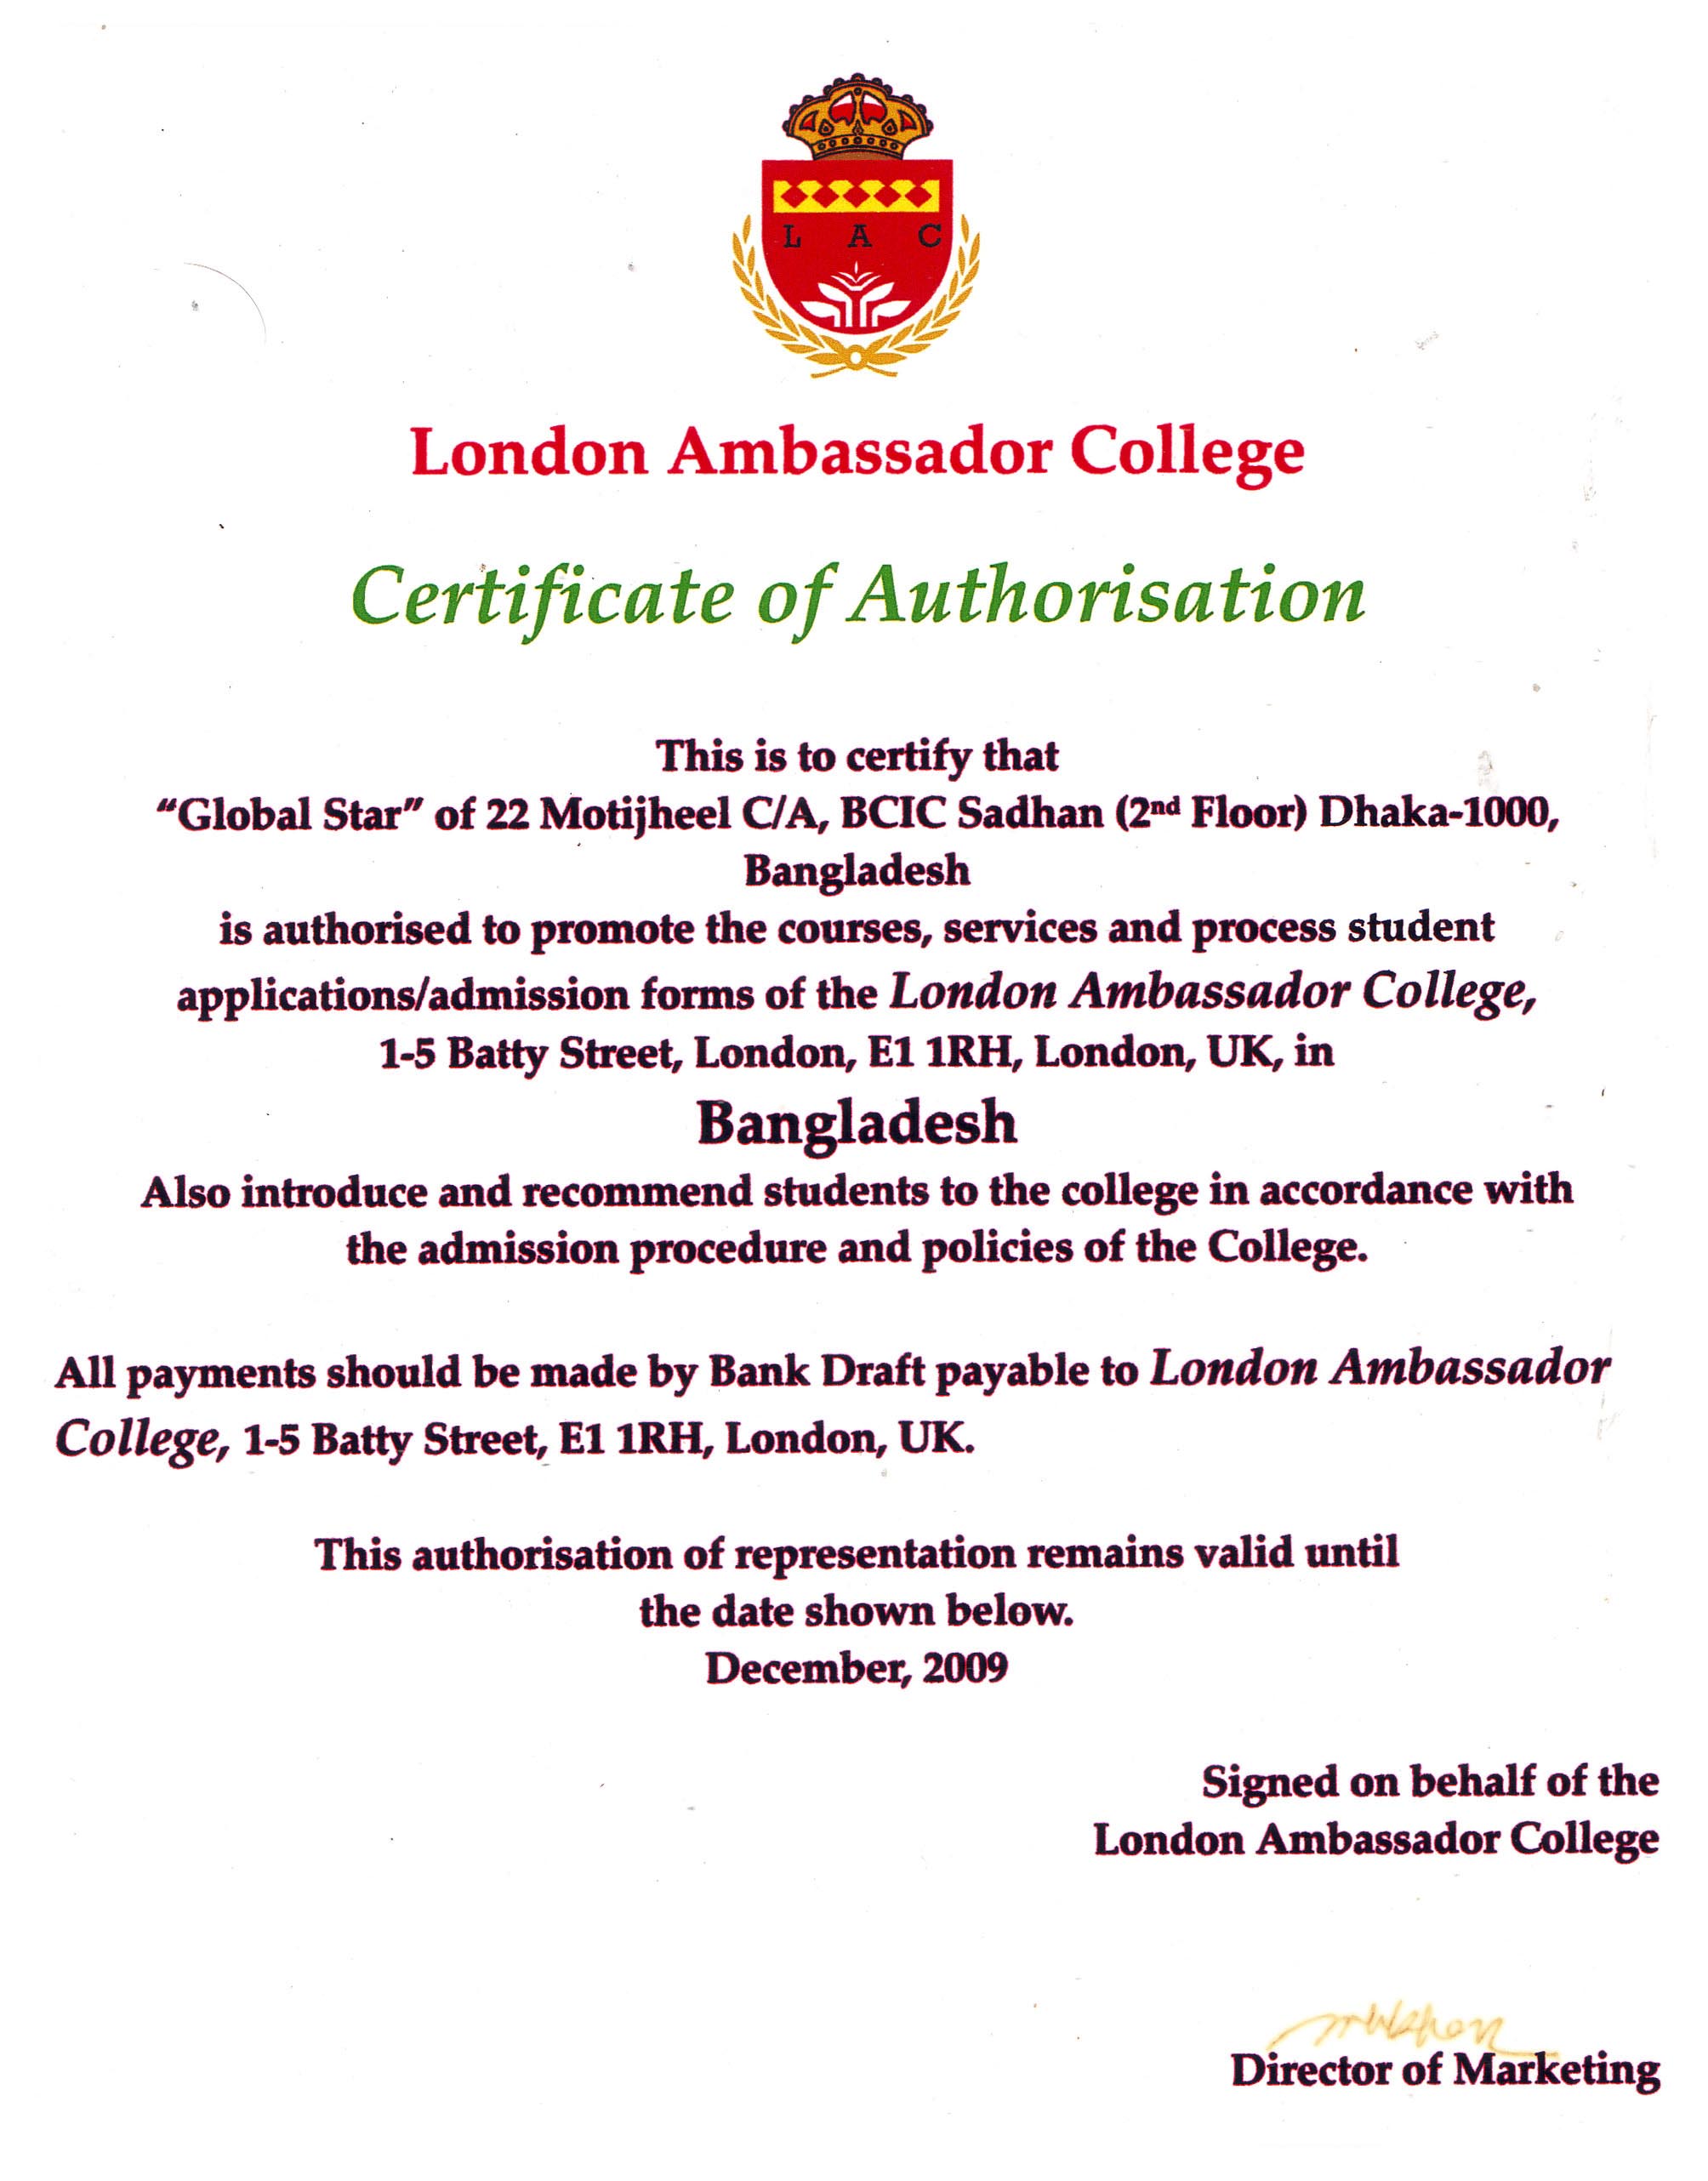 L A C
London Ambassador College
Certificate of Authorisation
This is to certify that
“Global Star” of 22 Motijheel C/A, BCIC Sadhan (2nd Floor) Dhaka-1000,
Bangladesh
is authorised to promote the courses, services and process student
applications/admission forms of the London Ambassador College,
1-5 Batty Street, London, E1 1RH, London, UK, in
Bangladesh
Also introduce and recommend students to the college in accordance with
the admission procedure and policies of the College.
All payments should be made by Bank Draft payable to London Ambassador
College, 1-5 Batty Street, E1 1RH, London, UK.
This authorisation of representation remains valid until
the date shown below.
December, 2009
Signed on behalf of the
London Ambassador College
Director of Marketing